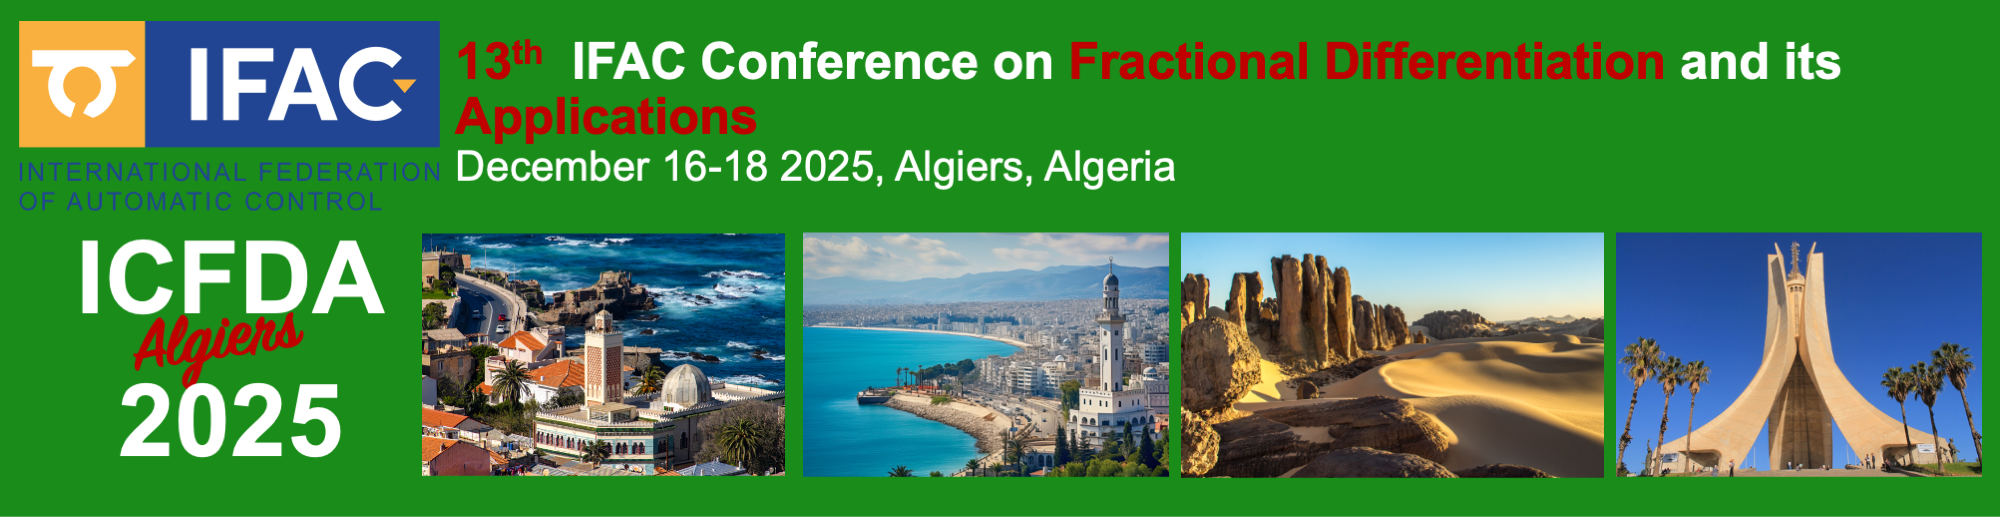 IFAC
INTERNATIONAL FEDERATION
OF AUTOMATIC CONTROL
13th IFAC Conference on Fractional Differentiation and its
Applications
December 16-18 2025, Algiers, Algeria
ICFDA
Algiers
2025